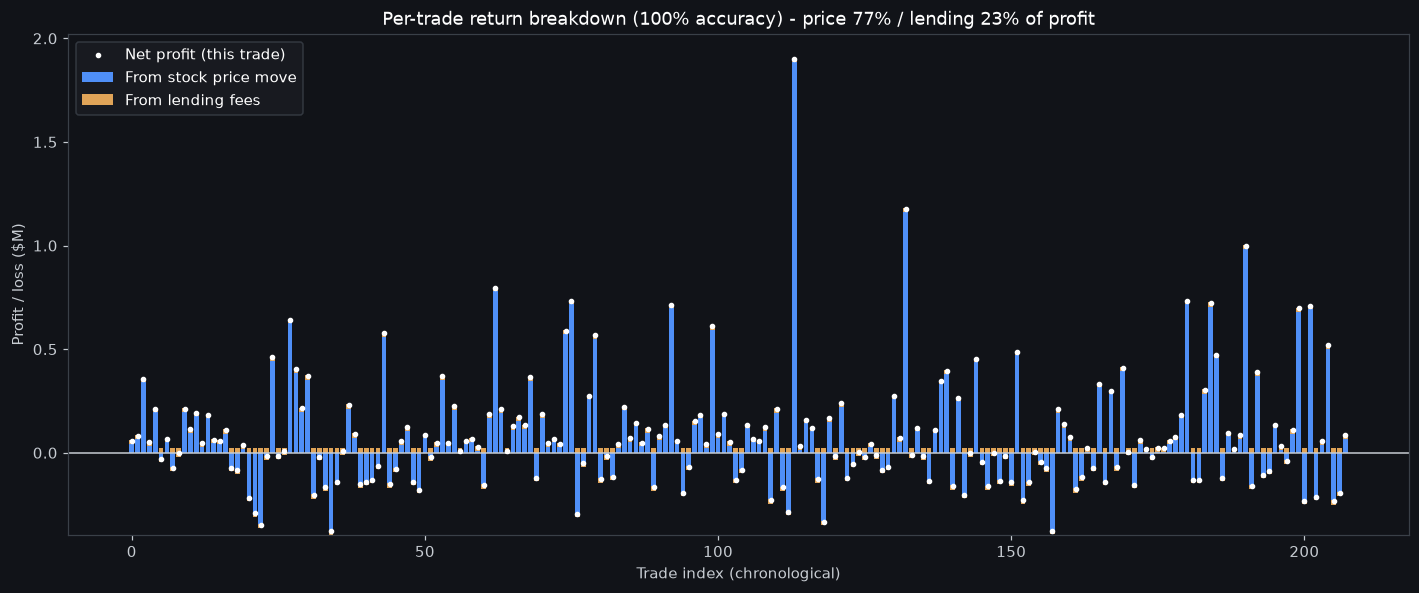 Per-trade return breakdown (100% accuracy) - price 77% / lending 23% of profit
Net profit (this trade)
From stock price move
From lending fees
Profit / loss ($M)
2.0
1.5
1.0
0.5
0.0
0
50
100
150
200
Trade index (chronological)